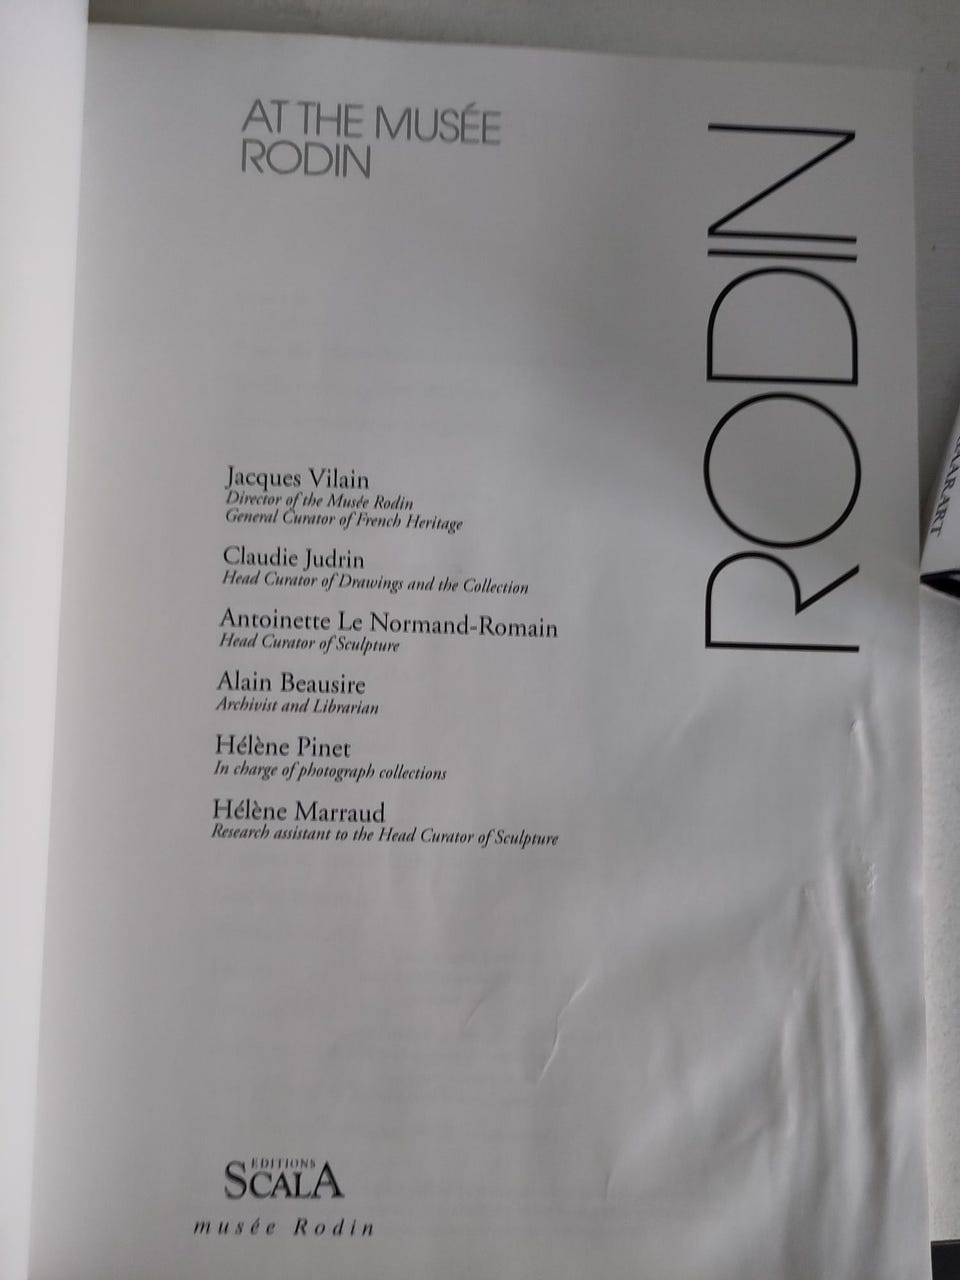 AT THE MUSÉE
RODIN
RODIN
Jacques Vilain
Director of the Musée Rodin
General Curator of French Heritage
Claudie Judrin
Head Curator of Drawings and the Collection
Antoinette Le Normand-Romain
Head Curator of Sculpture
Alain Beausire
Archivist and Librarian
Hélène Pinet
In charge of photograph collections
Hélène Marraud
Research assistant to the Head Curator of Sculpture
EDITIONS
SCALA
musée Rodin